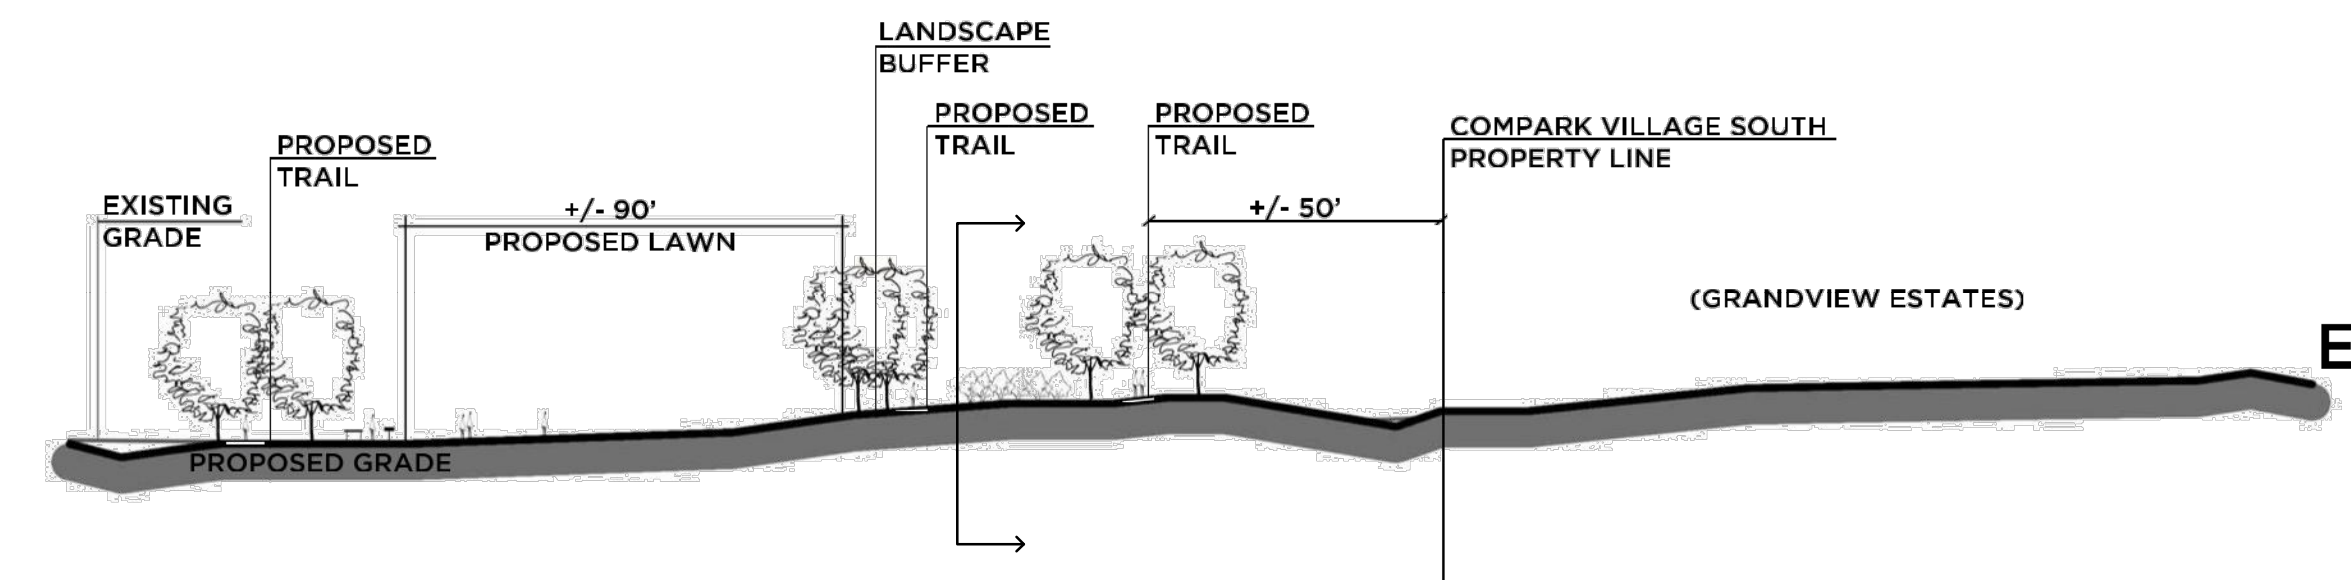 LANDSCAPE
BUFFER
PROPOSED
TRAIL
PROPOSED
TRAIL
COMPARK VILLAGE SOUTH
PROPERTY LINE
PROPOSED
TRAIL
EXISTING
GRADE
+/- 90'
PROPOSED LAWN
+/- 50'
(GRANDVIEW ESTATES)
E
PROPOSED GRADE